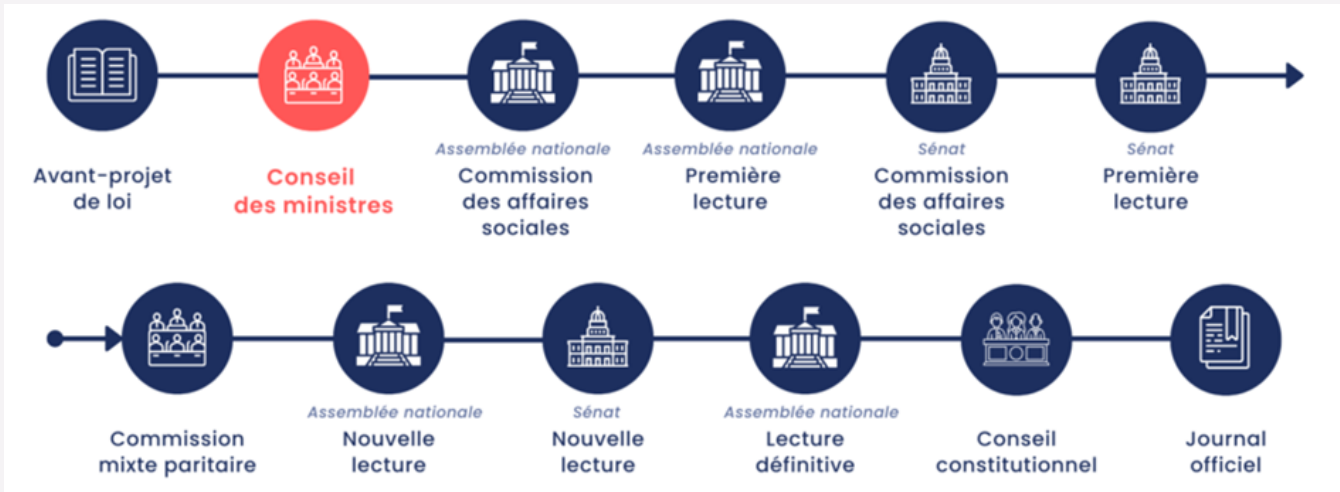 Avant-projet
de loi
Conseil
des ministres
Assemblée nationale
Commission
des affaires
sociales
Assemblée nationale
Première
lecture
Sénat
Commission
des affaires
sociales
Sénat
Première
lecture
Commission
mixte paritaire
Assemblée nationale
Nouvelle
lecture
Sénat
Nouvelle
lecture
Assemblée nationale
Lecture
définitive
Conseil
constitutionnel
Journal
officiel